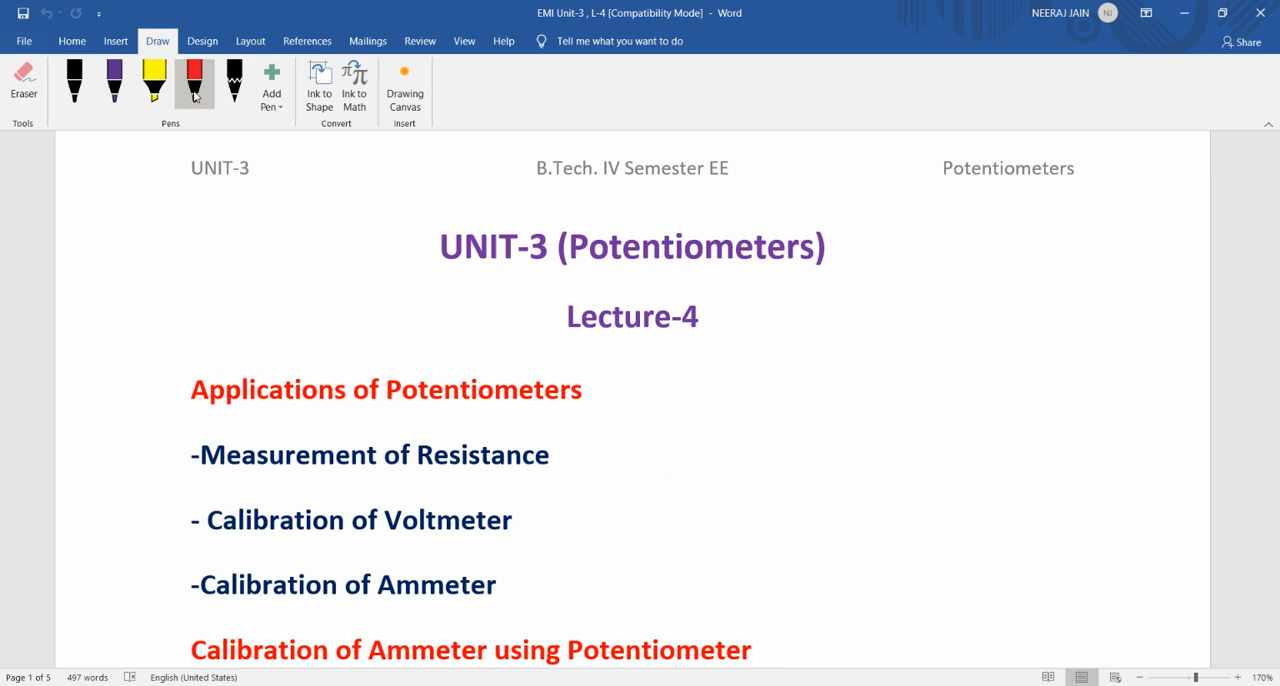 EMI Unit-3 , L-4 [Compatibility Mode] - Word
NEERAJ JAIN NJ
File Home Insert Draw Design Layout References Mailings Review View Help Tell me what you want to do Share
Eraser
Add Pen
Ink to Shape
Ink to Math
Drawing Canvas
Tools Pens Convert Insert
UNIT-3 B.Tech. IV Semester EE Potentiometers
UNIT-3 (Potentiometers)
Lecture-4
Applications of Potentiometers
-Measurement of Resistance
- Calibration of Voltmeter
-Calibration of Ammeter
Calibration of Ammeter using Potentiometer
Page 1 of 5 497 words English (United States) 170%